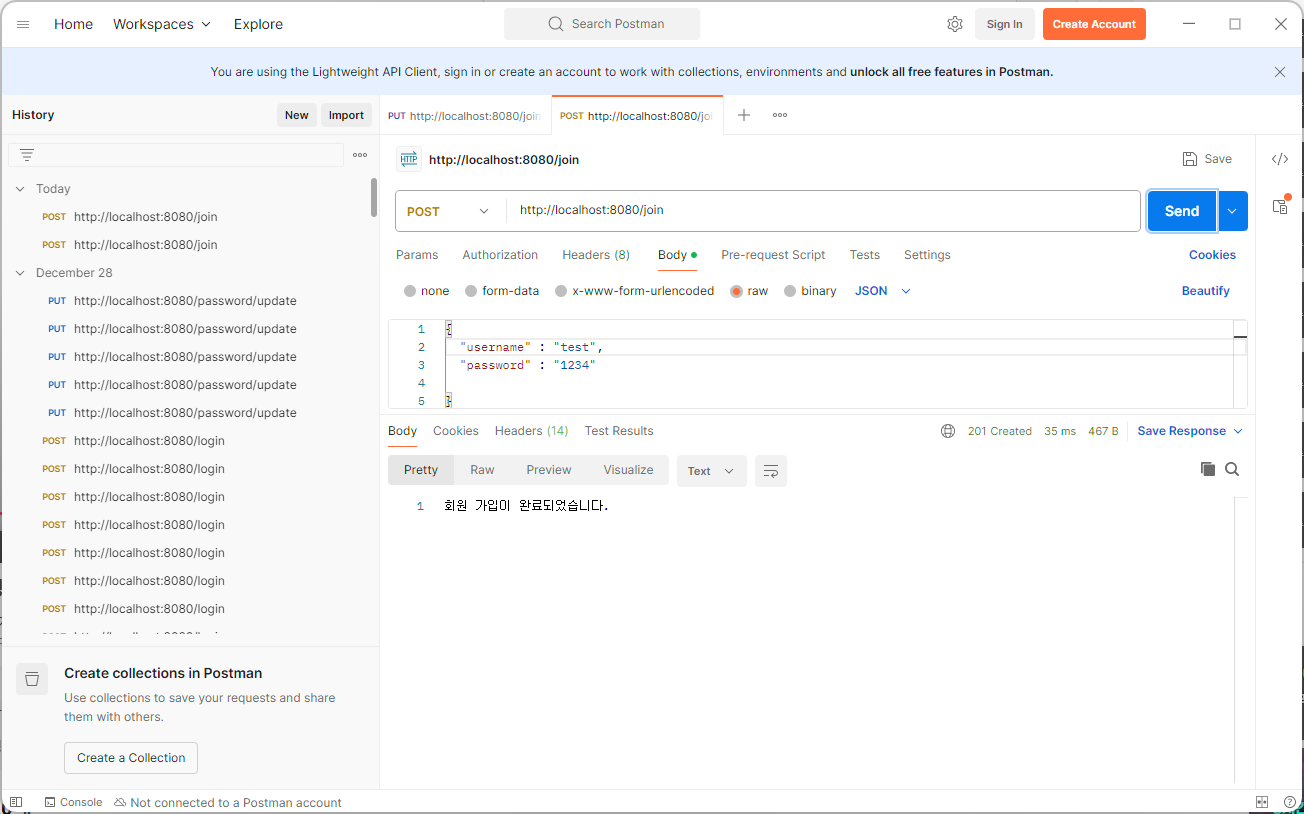 Home Workspaces Explore Search Postman Sign In Create Account
You are using the Lightweight API Client, sign in or create an account to work with collections, environments and unlock all free features in Postman.
History New Import
Today
POST http://localhost:8080/join
POST http://localhost:8080/join
December 28
PUT http://localhost:8080/password/update
PUT http://localhost:8080/password/update
PUT http://localhost:8080/password/update
PUT http://localhost:8080/password/update
PUT http://localhost:8080/password/update
POST http://localhost:8080/login
POST http://localhost:8080/login
POST http://localhost:8080/login
POST http://localhost:8080/login
POST http://localhost:8080/login
POST http://localhost:8080/login
POST http://localhost:8080/login
Create collections in Postman
Use collections to save your requests and share
them with others.
Create a Collection
PUT http://localhost:8080/join POST http://localhost:8080/joi
HTTP http://localhost:8080/join Save </>
POST http://localhost:8080/join Send
Params Authorization Headers (8) Body Pre-request Script Tests Settings Cookies
none form-data x-www-form-urlencoded raw binary JSON Beautify
1 {
2 "username" : "test",
3 "password" : "1234"
4
5 }
Body Cookies Headers (14) Test Results 201 Created 35 ms 467 B Save Response
Pretty Raw Preview Visualize Text
1 회원 가입이 완료되었습니다.
Console Not connected to a Postman account